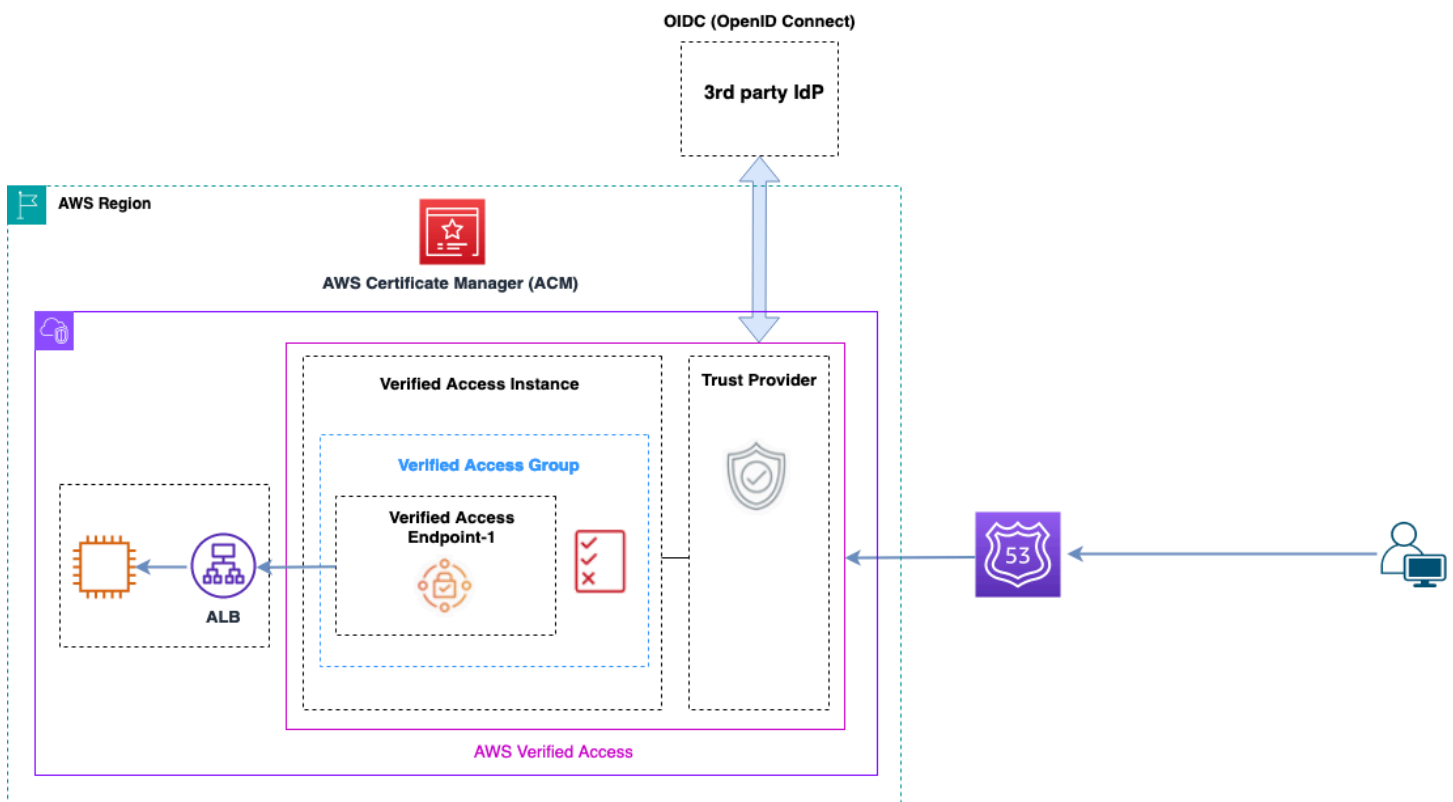 OIDC (OpenID Connect)
3rd party IdP
AWS Region
AWS Certificate Manager (ACM)
Verified Access Instance
Trust Provider
Verified Access Group
Verified Access
Endpoint-1
53
ALB
AWS Verified Access